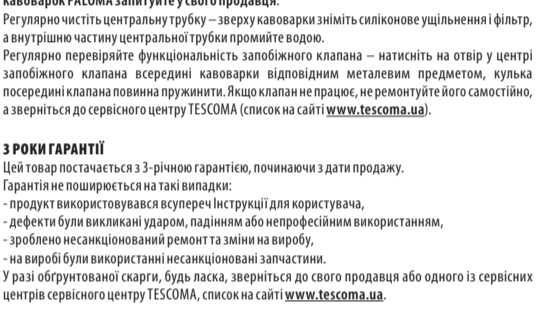 кавоварок PALOMA запитуйте у свого продавця.
Регулярно чистіть центральну трубку – зверху кавоварки зніміть силіконове ущільнення і фільтр,
а внутрішню частину центральної трубки промийте водою.
Регулярно перевіряйте функціональність запобіжного клапана – натисніть на отвір у центрі
запобіжного клапана всередині кавоварки відповідним металевим предметом, кулька
посередині клапана повинна пружинити. Якщо клапан не працює, не ремонтуйте його самостійно,
а зверніться до сервісного центру TESCOMA (список на сайті www.tescoma.ua).
3 РОКИ ГАРАНТІЇ
Цей товар постачається з 3-річною гарантією, починаючи з дати продажу.
Гарантія не поширюється на такі випадки:
- продукт використовувався всупереч Інструкції для користувача,
- дефекти були викликані ударом, падінням або непрофесійним використанням,
- зроблено несанкціонований ремонт та зміни на виробу,
- на виробі були використанні несанкціоновані запчастини.
У разі обґрунтованої скарги, будь ласка, зверніться до свого продавця або одного із сервісних
центрів сервісного центру TESCOMA, список на сайті www.tescoma.ua.